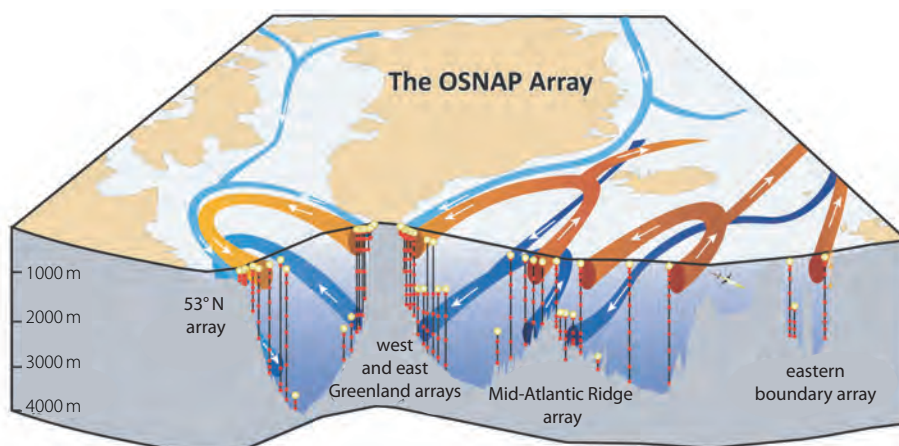 The OSNAP Array
1000 m
2000 m
3000 m
4000 m
53° N
array
west
and east
Greenland arrays
Mid-Atlantic Ridge
array
eastern
boundary array